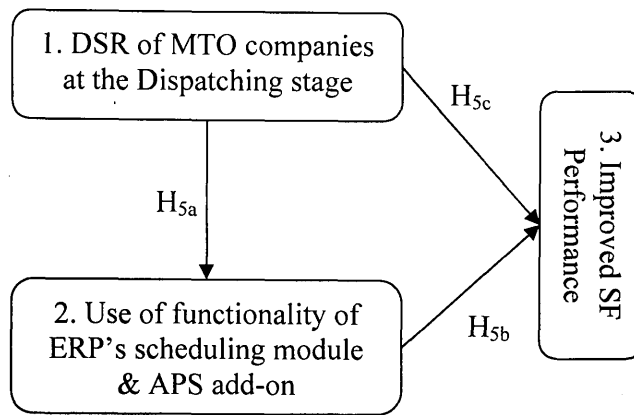 1. DSR of MTO companies
at the Dispatching stage
H5c
H5a
3. Improved SF
Performance
2. Use of functionality of
ERP's scheduling module
& APS add-on
H5b